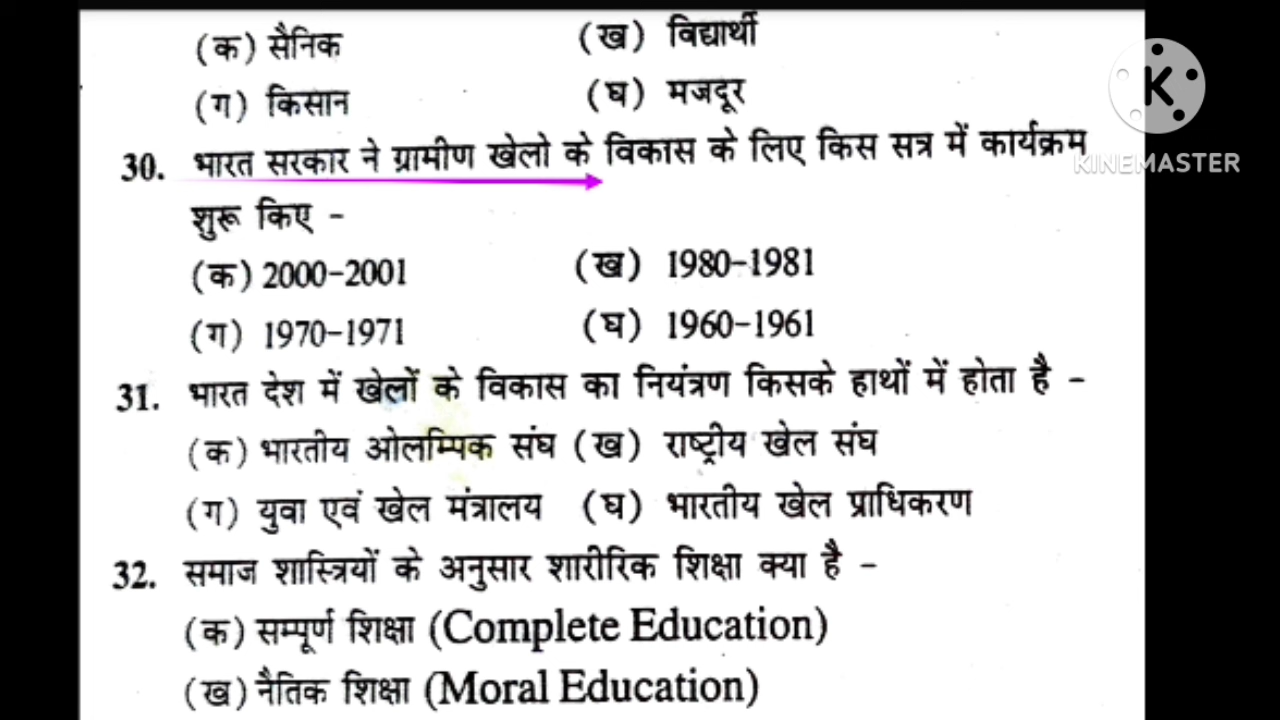 (क) सैनिक (ख) विद्यार्थी
(ग) किसान (घ) मजदूर
30. भारत सरकार ने ग्रामीण खेलो के विकास के लिए किस सत्र में कार्यक्रम
शुरू किए -
(क) 2000-2001 (ख) 1980-1981
(ग) 1970-1971 (घ) 1960-1961
31. भारत देश में खेलों के विकास का नियंत्रण किसके हाथों में होता है -
(क) भारतीय ओलम्पिक संघ (ख) राष्ट्रीय खेल संघ
(ग) युवा एवं खेल मंत्रालय (घ) भारतीय खेल प्राधिकरण
32. समाज शास्त्रियों के अनुसार शारीरिक शिक्षा क्या है -
(क) सम्पूर्ण शिक्षा (Complete Education)
(ख) नैतिक शिक्षा (Moral Education)
K
KINEMASTER